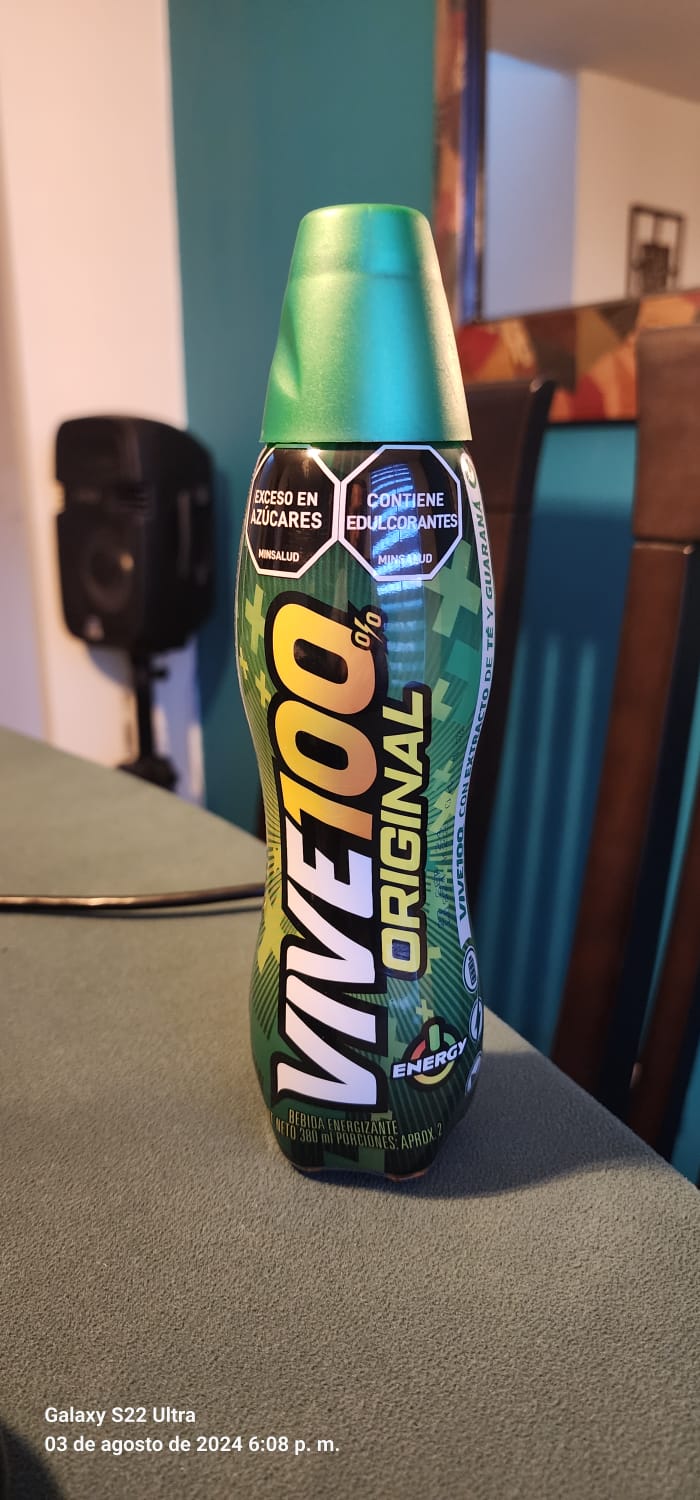 EXCESO EN
AZÚCARES
MINSALUD
CONTIENE
EDULCORANTES
MINSALUD
VIVE100%
ORIGINAL
VIVE100 CON EXTRACTO DE TÉ Y GUARANÁ
ENERGY
BEBIDA ENERGIZANTE
NETO 380 ml PORCIONES: APROX. 2
Galaxy S22 Ultra
03 de agosto de 2024 6:08 p. m.